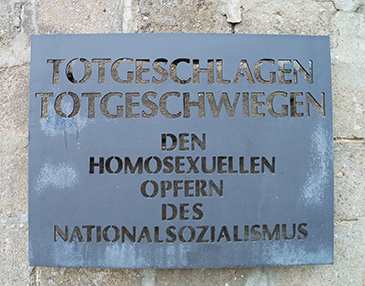 TOTGESCHLAGEN
TOTGESCHWIEGEN
DEN
HOMOSEXUELLEN
OPFERN
DES
NATIONALSOZIALISMUS